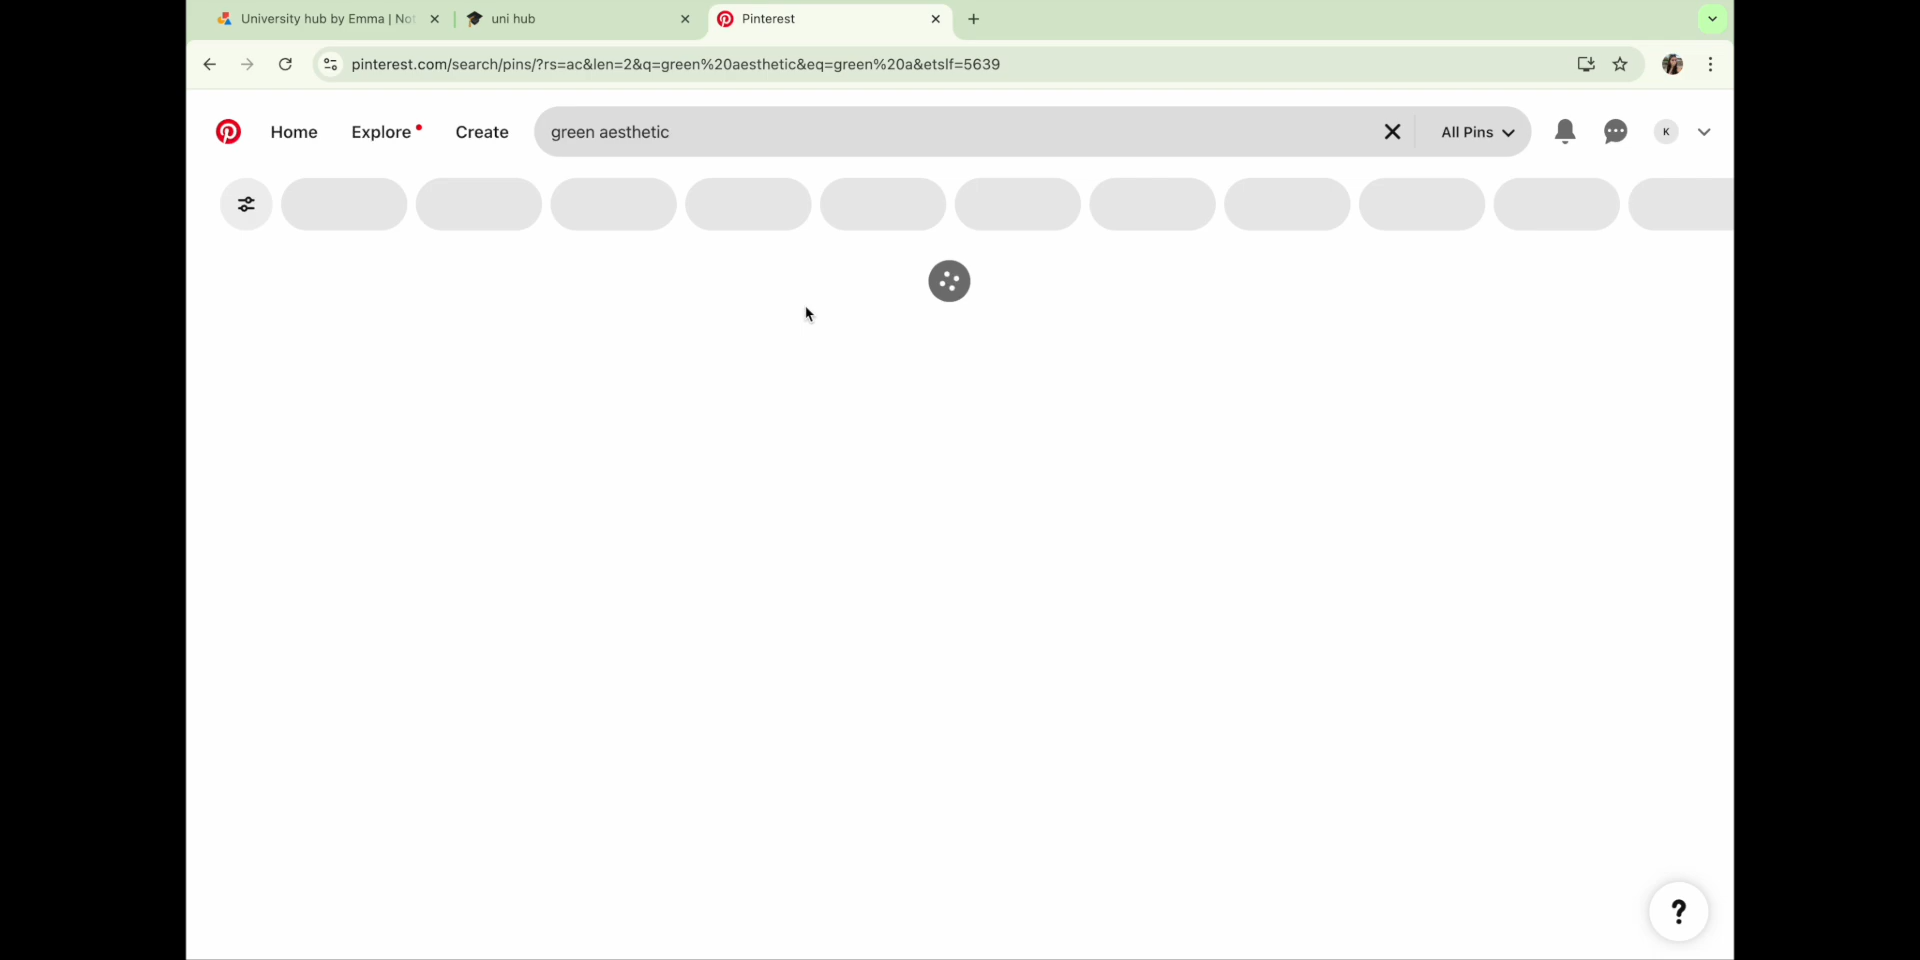 University hub by Emma | Not
uni hub
Pinterest
pinterest.com/search/pins/?rs=ac&len=2&q=green%20aesthetic&eq=green%20a&etslf=5639
Home
Explore
Create
green aesthetic
All Pins
K
?